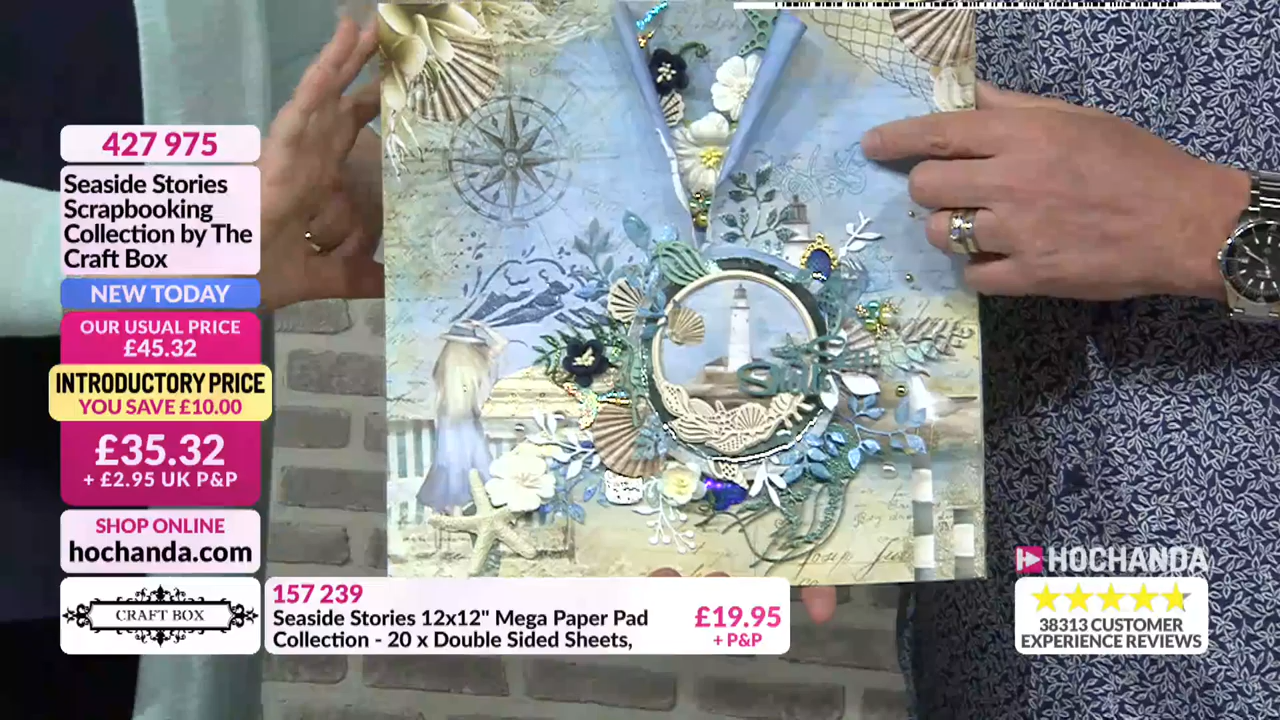 427 975
Seaside Stories
Scrapbooking
Collection by The
Craft Box
NEW TODAY
OUR USUAL PRICE
£45.32
INTRODUCTORY PRICE
YOU SAVE £10.00
£35.32
+ £2.95 UK P&P
SHOP ONLINE
hochanda.com
CRAFT BOX
157 239
Seaside Stories 12x12" Mega Paper Pad
Collection - 20 x Double Sided Sheets,
£19.95
+ P&P
HOCHANDA
38313 CUSTOMER
EXPERIENCE REVIEWS